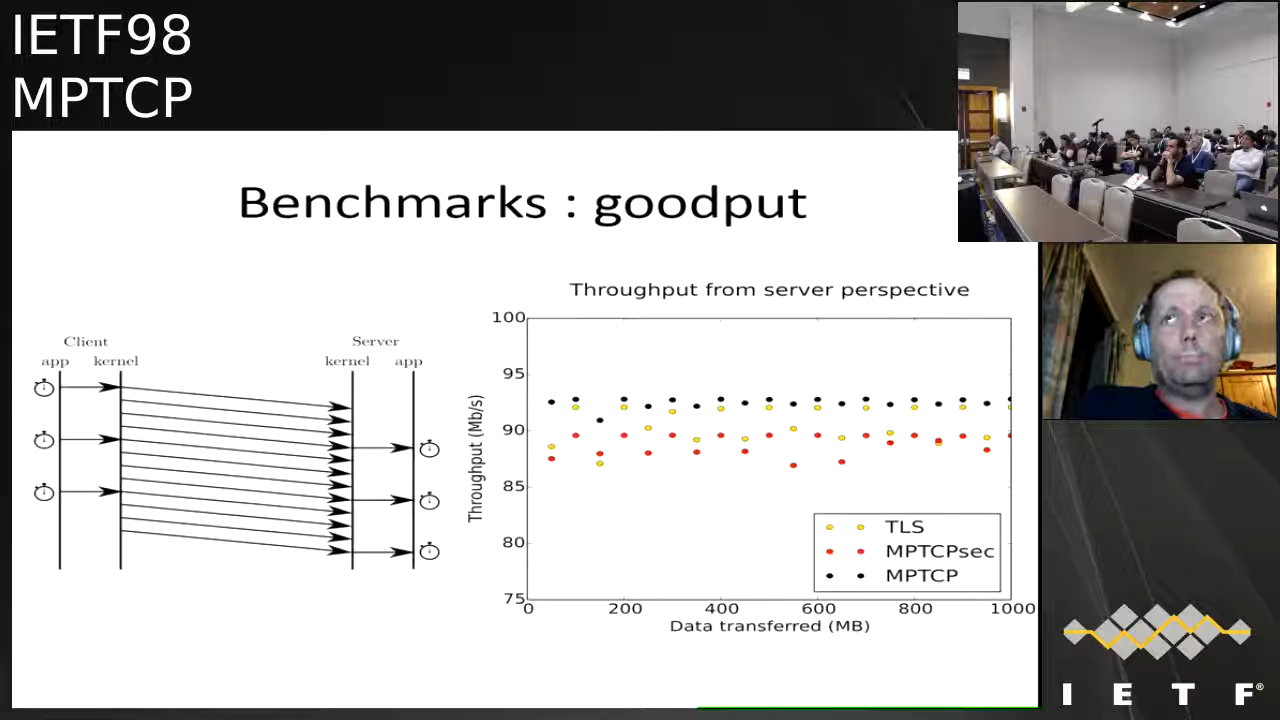 IETF98
MPTCP
Benchmarks : goodput
Client
Server
app
kernel
kernel
app
Throughput from server perspective
Throughput (Mb/s)
100
95
90
85
80
75
TLS
MPTCPsec
MPTCP
0
200
400
600
800
1000
Data transferred (MB)
I E T F®